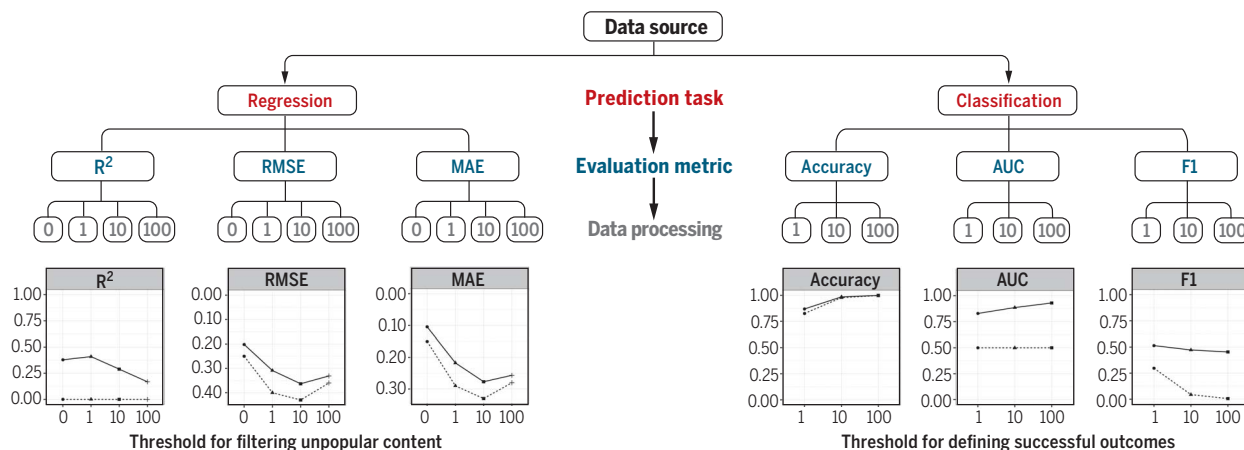 Data source
Regression
Prediction task
Classification
R²
RMSE
MAE
Evaluation metric
Accuracy
AUC
F1
0 1 10 100
0 1 10 100
0 1 10 100
Data processing
1 10 100
1 10 100
1 10 100
R²
1.00
0.75
0.50
0.25
0.00
0 1 10 100
RMSE
0.00
0.10
0.20
0.30
0.40
0 1 10 100
MAE
0.00
0.10
0.20
0.30
0 1 10 100
Threshold for filtering unpopular content
Accuracy
1.00
0.75
0.50
0.25
0.00
1 10 100
AUC
1.00
0.75
0.50
0.25
0.00
1 10 100
F1
1.00
0.75
0.50
0.25
0.00
1 10 100
Threshold for defining successful outcomes